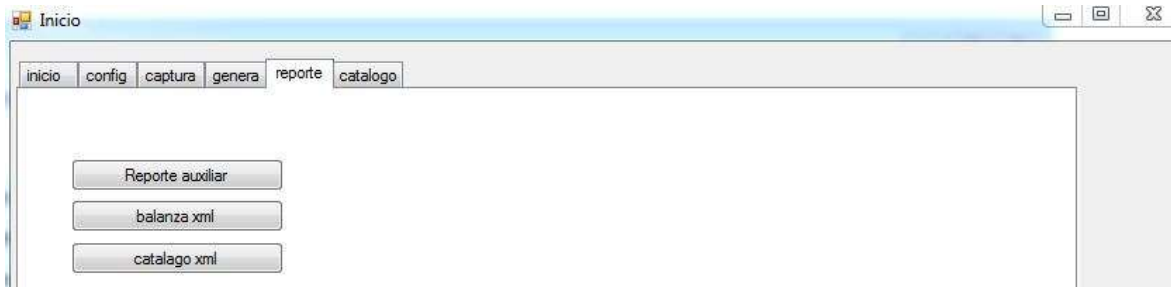 Inicio
inicio config captura genera reporte catalogo
Reporte auxiliar
balanza xml
catalago xml